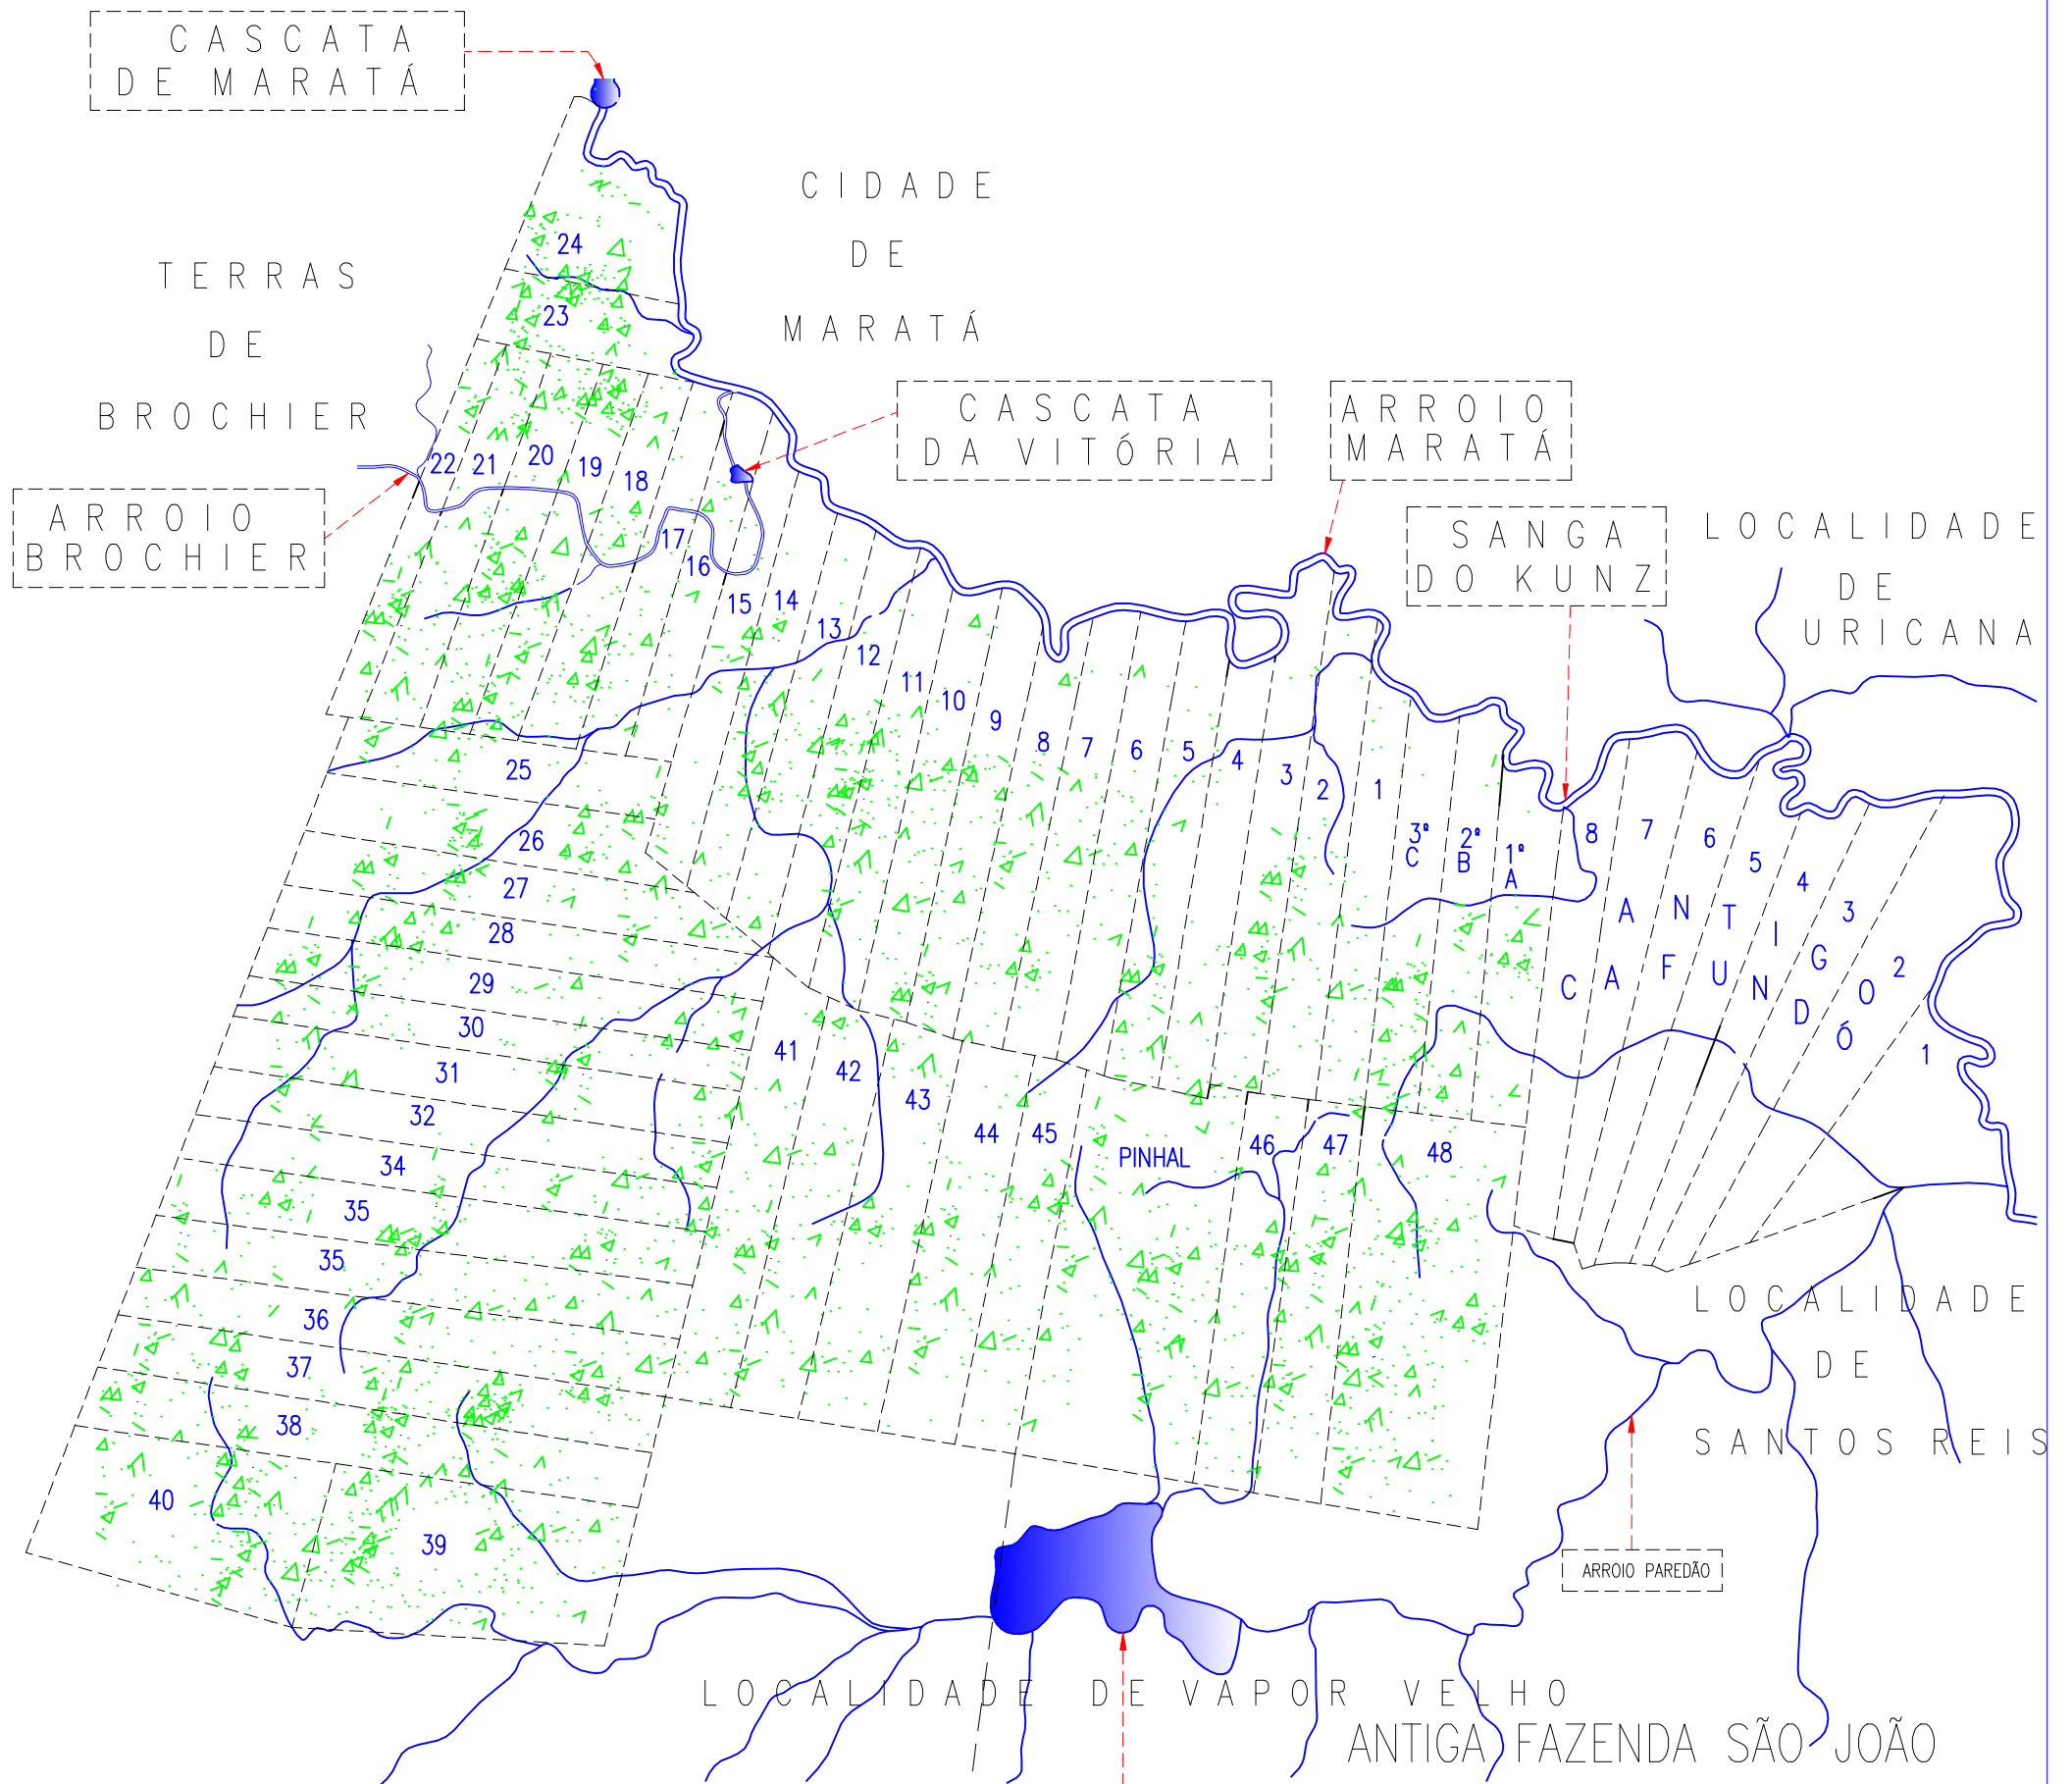 CASCATA
DE MARATÁ
CIDADE
DE
MARATÁ
TERRAS
DE
BROCHIER
24
23
CASCATA
DA VITÓRIA
ARROIO
MARATÁ
22
21
20
19
18
17
16
15
14
13
12
11
10
9
8
7
6
5
4
3
2
1
ARROIO
BROCHIER
SANGA
DO KUNZ
LOCALIDADE
DE
URICANA
3ª
C
2ª
B
1ª
A
8
7
6
5
4
3
2
1
ANTIGO
CAFUNDÓ
25
26
27
28
29
30
31
32
34
35
35
36
37
38
40
39
41
42
43
44
45
PINHAL
46
47
48
LOCALIDADE
DE
SANTOS REIS
ARROIO PAREDÃO
LOCALIDADE DE VAPOR VELHO
ANTIGA FAZENDA SÃO JOÃO